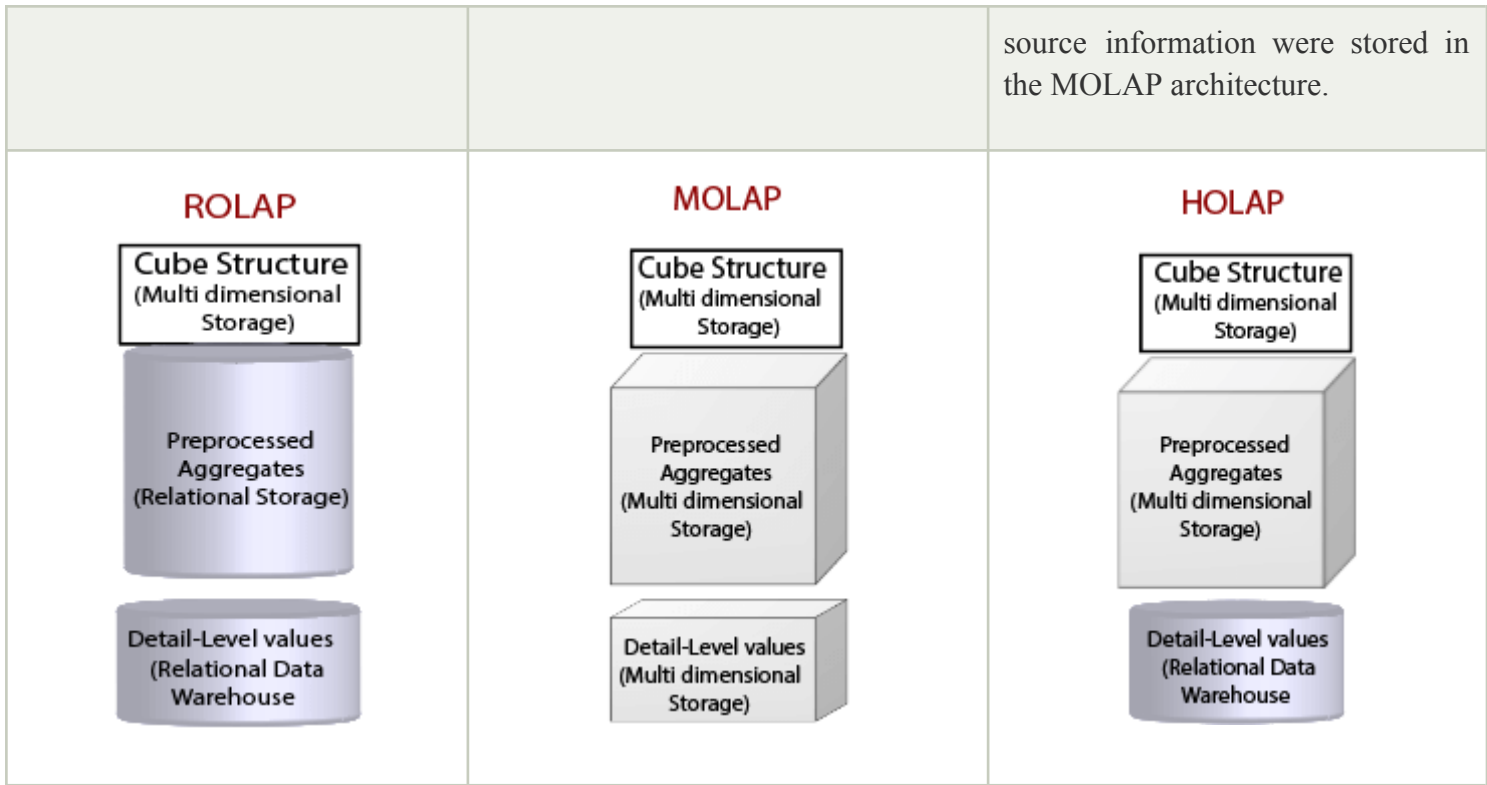 source information were stored in
the MOLAP architecture.
ROLAP
Cube Structure
(Multi dimensional
Storage)
Preprocessed
Aggregates
(Relational Storage)
Detail-Level values
(Relational Data
Warehouse
MOLAP
Cube Structure
(Multi dimensional
Storage)
Preprocessed
Aggregates
(Multi dimensional
Storage)
Detail-Level values
(Multi dimensional
Storage)
HOLAP
Cube Structure
(Multi dimensional
Storage)
Preprocessed
Aggregates
(Multi dimensional
Storage)
Detail-Level values
(Relational Data
Warehouse